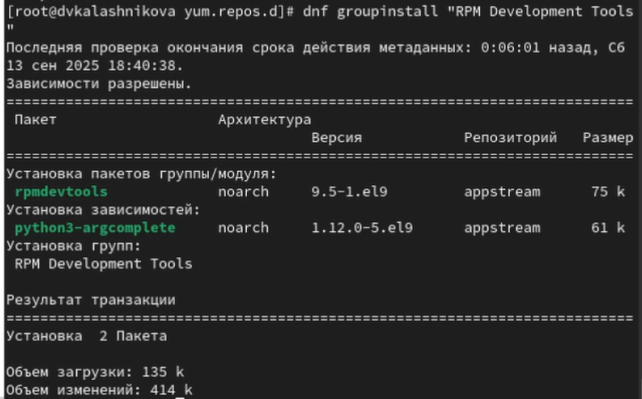 [root@dvkalashnikova yum.repos.d]# dnf groupinstall "RPM Development Tools
"
Последняя проверка окончания срока действия метаданных: 0:06:01 назад, Сб
13 сен 2025 18:40:38.
Зависимости разрешены.
================================================================================
Пакет Архитектура
Версия Репозиторий Размер
================================================================================
Установка пакетов группы/модуля:
rpmdevtools noarch 9.5-1.el9 appstream 75 k
Установка зависимостей:
python3-argcomplete noarch 1.12.0-5.el9 appstream 61 k
Установка групп:
RPM Development Tools
Результат транзакции
================================================================================
Установка 2 Пакета
Объем загрузки: 135 k
Объем изменений: 414 k